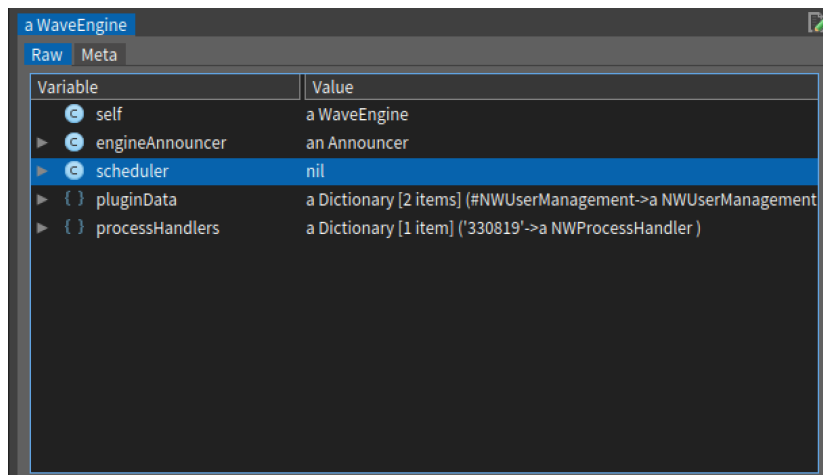 a WaveEngine
Raw Meta
Variable Value
self a WaveEngine
engineAnnouncer an Announcer
scheduler nil
{ } pluginData a Dictionary [2 items] (#NWUserManagement->a NWUserManagement
{ } processHandlers a Dictionary [1 item] ('330819'->a NWProcessHandler )